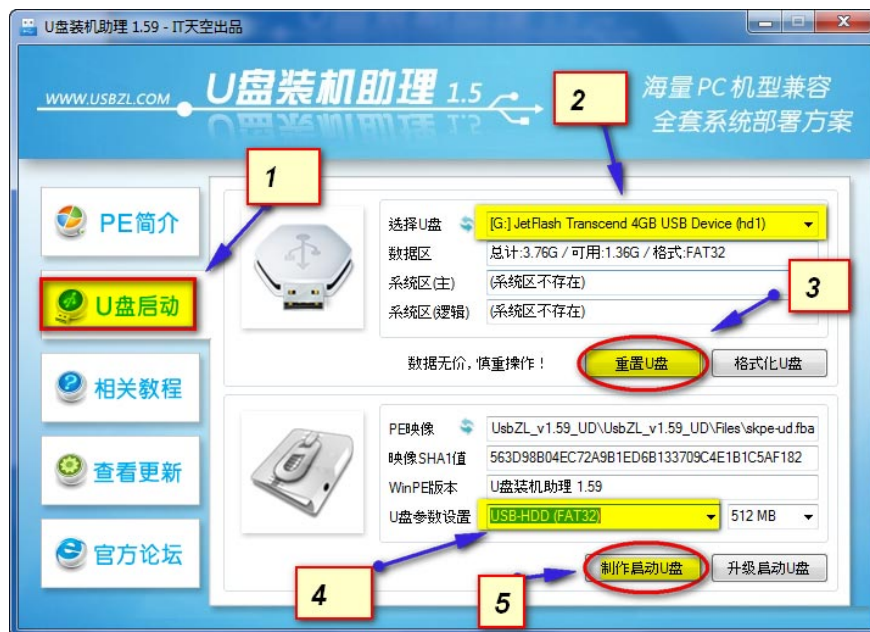 U盘装机助理 1.59 - IT天空出品
WWW.USBZL.COM
U盘装机助理 1.5
2
海量PC机型兼容
全套系统部署方案
1
PE简介
U盘启动
相关教程
查看更新
官方论坛
选择U盘
[G:] JetFlash Transcend 4GB USB Device (hd1)
数据区
总计:3.76G / 可用:1.36G / 格式:FAT32
系统区(主)
(系统区不存在)
3
系统区(逻辑)
(系统区不存在)
数据无价,慎重操作!
重置U盘
格式化U盘
PE映像
UsbZL_v1.59_UD\UsbZL_v1.59_UD\Files\skpe-ud.fba
映像SHA1值
563D98B04EC72A9B1ED6B133709C4E1B1C5AF182
WinPE版本
U盘装机助理 1.59
U盘参数设置
USB-HDD (FAT32)
512 MB
4
5
制作启动U盘
升级启动U盘